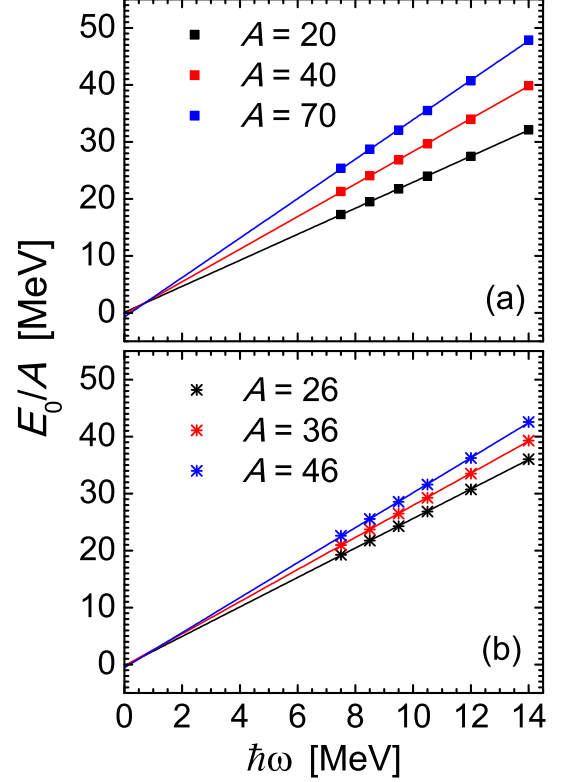 50
40
30
20
10
0
A = 20
A = 40
A = 70
(a)
E₀/A [MeV]
50
40
30
20
10
0
A = 26
A = 36
A = 46
(b)
0 2 4 6 8 10 12 14
ħω [MeV]